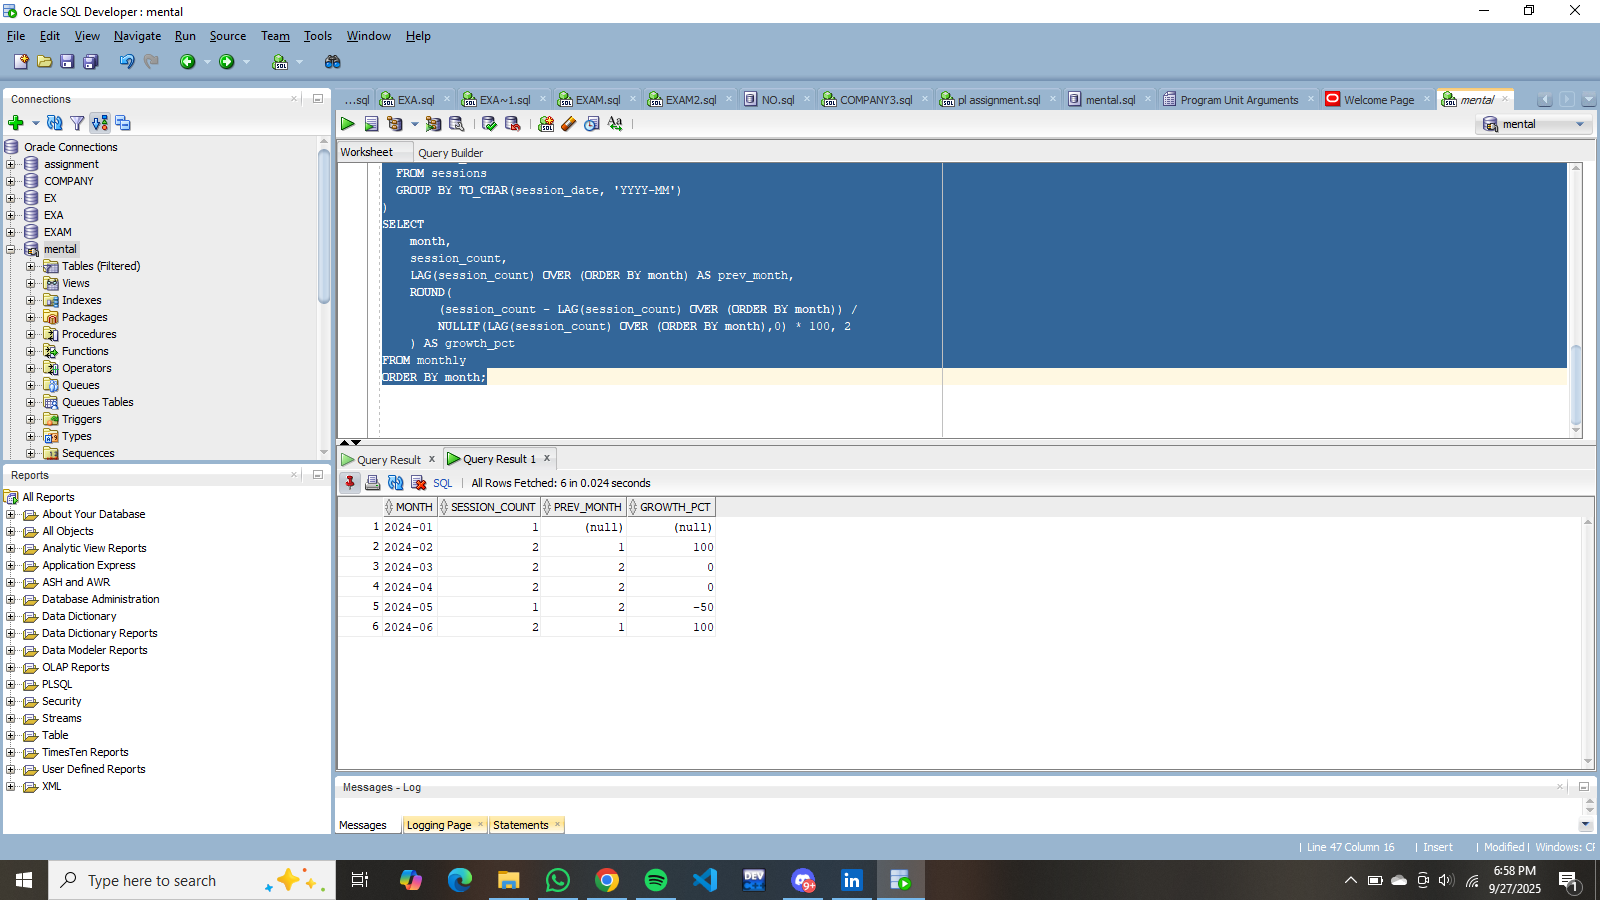 Oracle SQL Developer : mental
File Edit View Navigate Run Source Team Tools Window Help
Connections
Oracle Connections
assignment
COMPANY
EX
EXA
EXAM
mental
Tables (Filtered)
Views
Indexes
Packages
Procedures
Functions
Operators
Queues
Queues Tables
Triggers
Types
Sequences
Reports
All Reports
About Your Database
All Objects
Analytic View Reports
Application Express
ASH and AWR
Database Administration
Data Dictionary
Data Dictionary Reports
Data Modeler Reports
OLAP Reports
PLSQL
Security
Streams
Table
TimesTen Reports
User Defined Reports
XML
...sql EXA.sql EXA~1.sql EXAM.sql EXAM2.sql NO.sql COMPANY3.sql pl assignment.sql mental.sql Program Unit Arguments Welcome Page mental
mental
Worksheet Query Builder
FROM sessions
GROUP BY TO_CHAR(session_date, 'YYYY-MM')
)
SELECT
month,
session_count,
LAG(session_count) OVER (ORDER BY month) AS prev_month,
ROUND(
(session_count - LAG(session_count) OVER (ORDER BY month)) /
NULLIF(LAG(session_count) OVER (ORDER BY month),0) * 100, 2
) AS growth_pct
FROM monthly
ORDER BY month;
Query Result Query Result 1
SQL | All Rows Fetched: 6 in 0.024 seconds
MONTH SESSION_COUNT PREV_MONTH GROWTH_PCT
1 2024-01 1 (null) (null)
2 2024-02 2 1 100
3 2024-03 2 2 0
4 2024-04 2 2 0
5 2024-05 1 2 -50
6 2024-06 2 1 100
Messages - Log
Messages Logging Page Statements
| Line 47 Column 16 | Insert | Modified | Windows: CF
Type here to search
DEV
9+
in
6:58 PM
9/27/2025
1